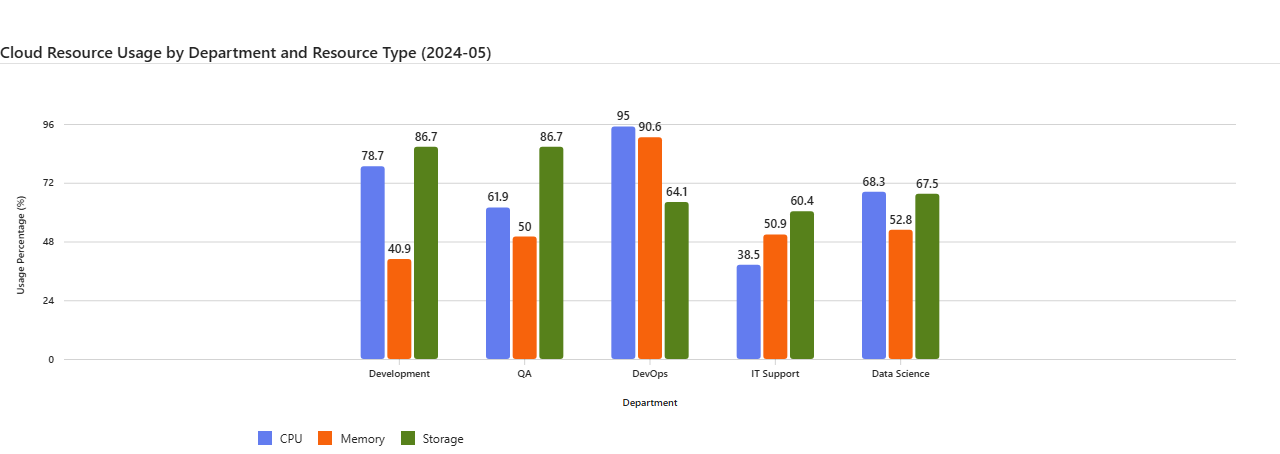 Cloud Resource Usage by Department and Resource Type (2024-05)
Usage Percentage (%)
96
72
48
24
0
78.7
40.9
86.7
61.9
50
86.7
95
90.6
64.1
38.5
50.9
60.4
68.3
52.8
67.5
Development
QA
DevOps
IT Support
Data Science
Department
CPU
Memory
Storage